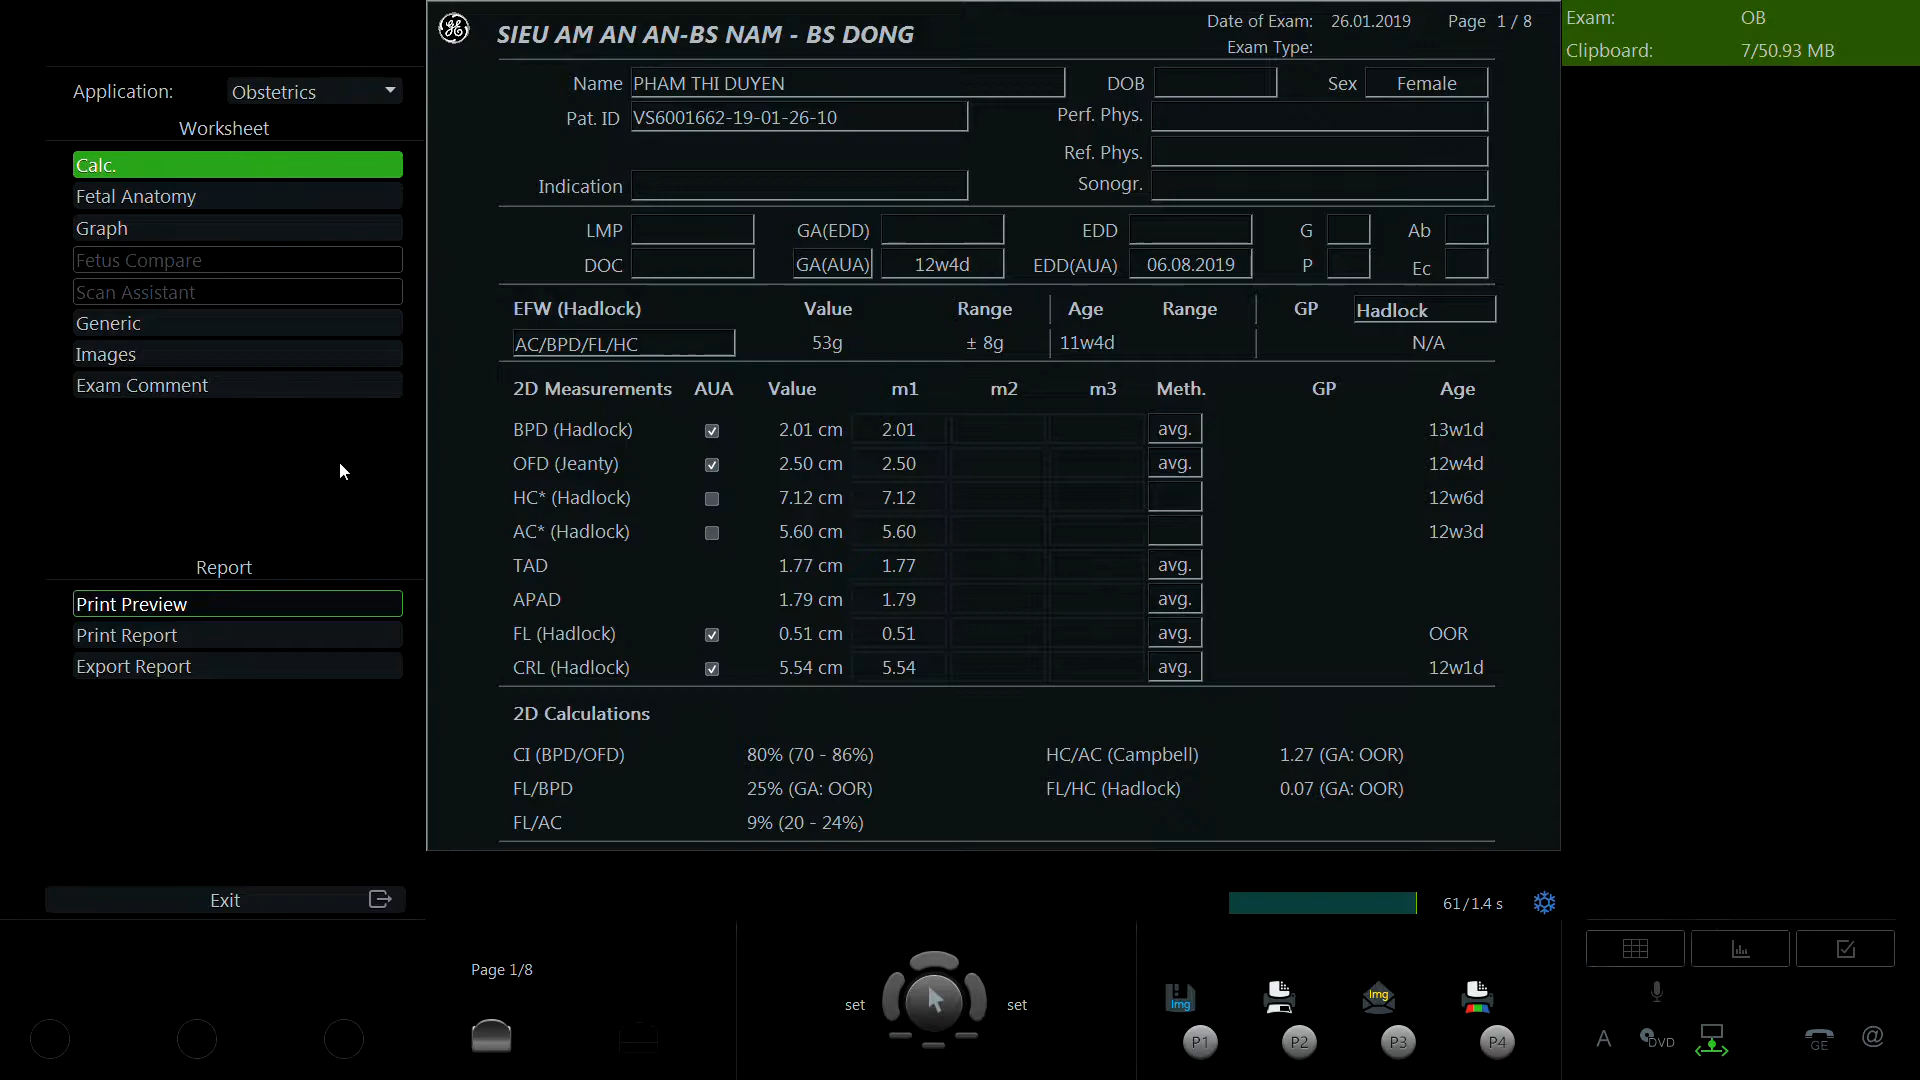 SIEU AM AN AN-BS NAM - BS DONG
Date of Exam: 26.01.2019 Page 1 / 8
Exam Type:
Exam: OB
Clipboard: 7/50.93 MB
Application: Obstetrics
Worksheet
Calc.
Fetal Anatomy
Graph
Fetus Compare
Scan Assistant
Generic
Images
Exam Comment
Report
Print Preview
Print Report
Export Report
Exit
Name PHAM THI DUYEN DOB Sex Female
Pat. ID VS6001662-19-01-26-10 Perf. Phys.
Ref. Phys.
Indication Sonogr.
LMP GA(EDD) EDD G Ab
DOC GA(AUA) 12w4d EDD(AUA) 06.08.2019 P Ec
EFW (Hadlock) Value Range Age Range GP Hadlock
AC/BPD/FL/HC 53g ± 8g 11w4d N/A
2D Measurements AUA Value m1 m2 m3 Meth. GP Age
BPD (Hadlock) 2.01 cm 2.01 avg. 13w1d
OFD (Jeanty) 2.50 cm 2.50 avg. 12w4d
HC* (Hadlock) 7.12 cm 7.12 12w6d
AC* (Hadlock) 5.60 cm 5.60 12w3d
TAD 1.77 cm 1.77 avg.
APAD 1.79 cm 1.79 avg.
FL (Hadlock) 0.51 cm 0.51 avg. OOR
CRL (Hadlock) 5.54 cm 5.54 avg. 12w1d
2D Calculations
CI (BPD/OFD) 80% (70 - 86%) HC/AC (Campbell) 1.27 (GA: OOR)
FL/BPD 25% (GA: OOR) FL/HC (Hadlock) 0.07 (GA: OOR)
FL/AC 9% (20 - 24%)
61/1.4 s
Page 1/8
set set
Img Img
P1 P2 P3 P4
A DVD GE @